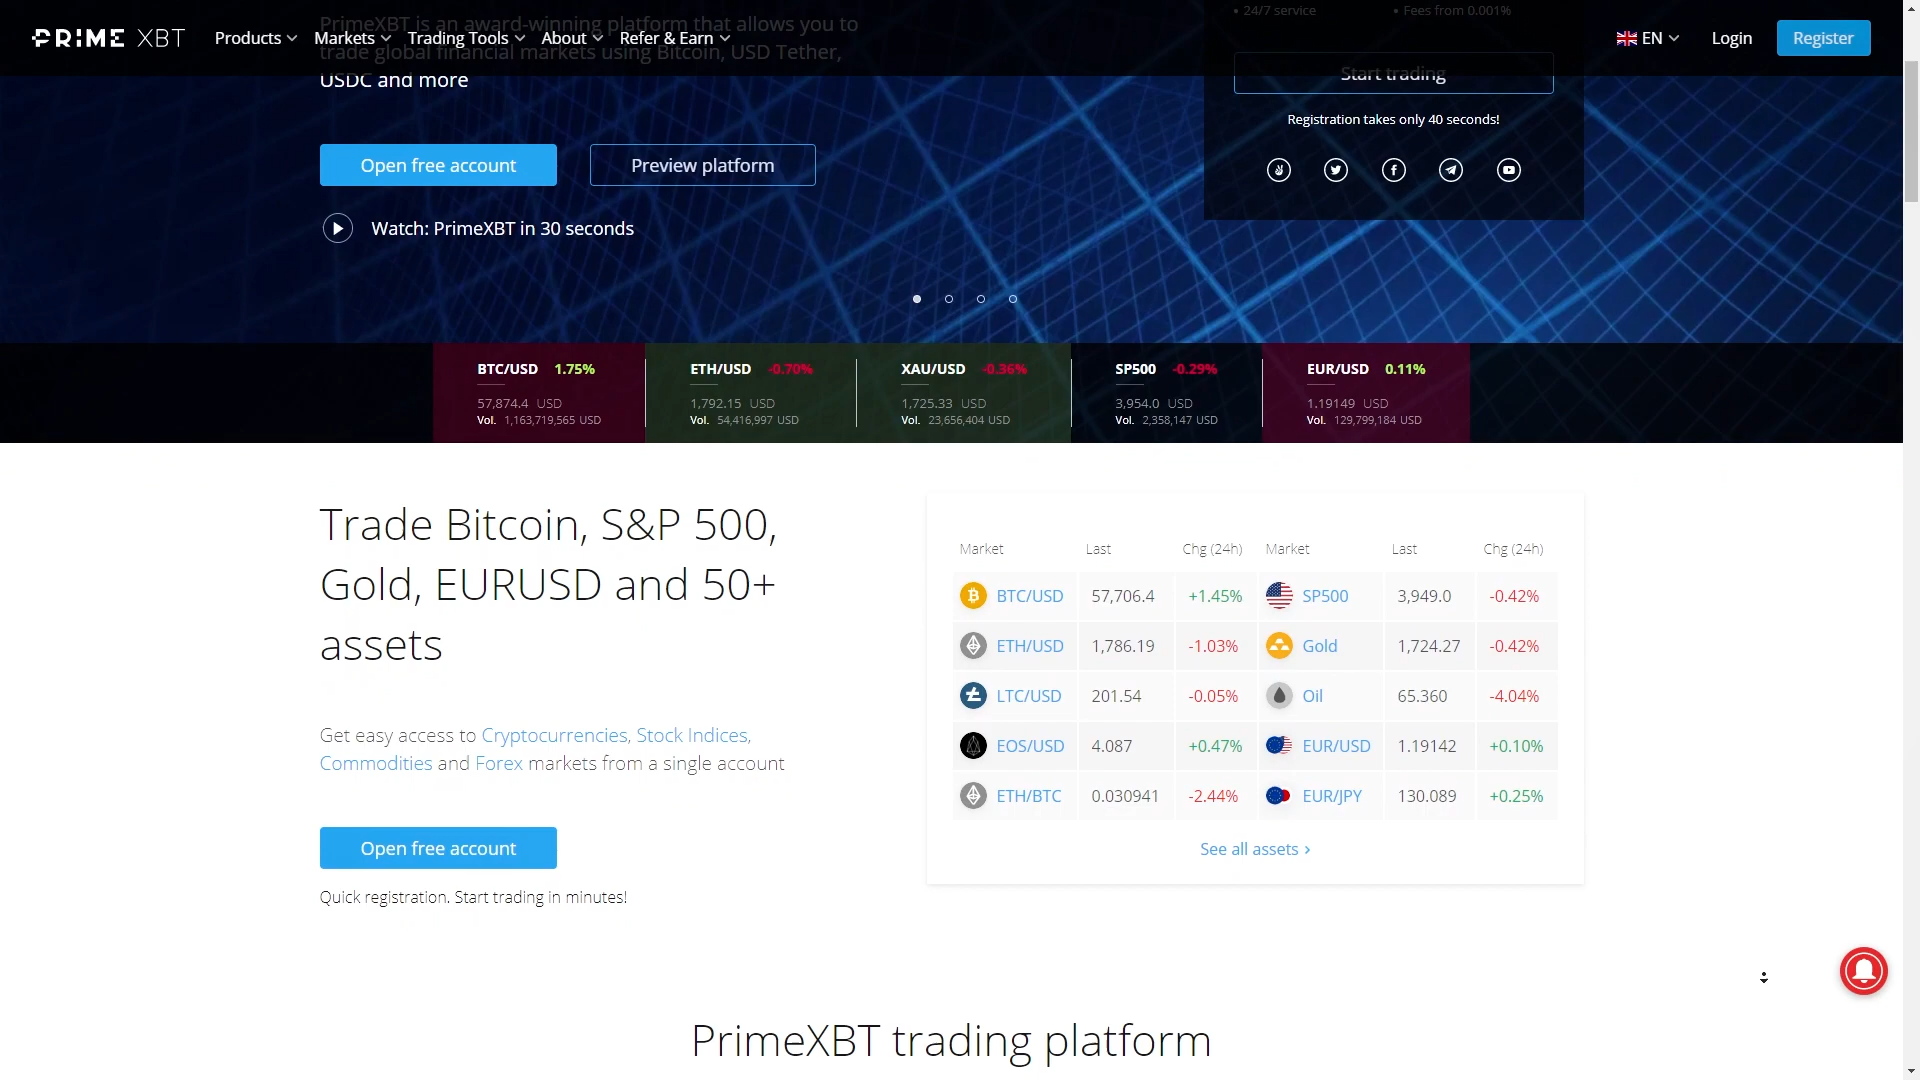 PRIME XBT Products Markets Trading Tools About Refer & Earn EN Login Register
PrimeXBT is an award-winning platform that allows you to
trade global financial markets using Bitcoin, USD Tether,
USDC and more
• 24/7 service • Fees from 0.001%
Start trading
Registration takes only 40 seconds!
Open free account Preview platform
Watch: PrimeXBT in 30 seconds
BTC/USD 1.75% ETH/USD -0.70% XAU/USD -0.36% SP500 -0.29% EUR/USD 0.11%
57,874.4 USD 1,792.15 USD 1,725.33 USD 3,954.0 USD 1.19149 USD
Vol. 1,163,719,565 USD Vol. 54,416,997 USD Vol. 23,656,404 USD Vol. 2,358,147 USD Vol. 129,799,184 USD
Trade Bitcoin, S&P 500,
Gold, EURUSD and 50+
assets
Get easy access to Cryptocurrencies, Stock Indices,
Commodities and Forex markets from a single account
Open free account
Quick registration. Start trading in minutes!
Market Last Chg (24h) Market Last Chg (24h)
BTC/USD 57,706.4 +1.45% SP500 3,949.0 -0.42%
ETH/USD 1,786.19 -1.03% Gold 1,724.27 -0.42%
LTC/USD 201.54 -0.05% Oil 65.360 -4.04%
EOS/USD 4.087 +0.47% EUR/USD 1.19142 +0.10%
ETH/BTC 0.030941 -2.44% EUR/JPY 130.089 +0.25%
See all assets ›
PrimeXBT trading platform